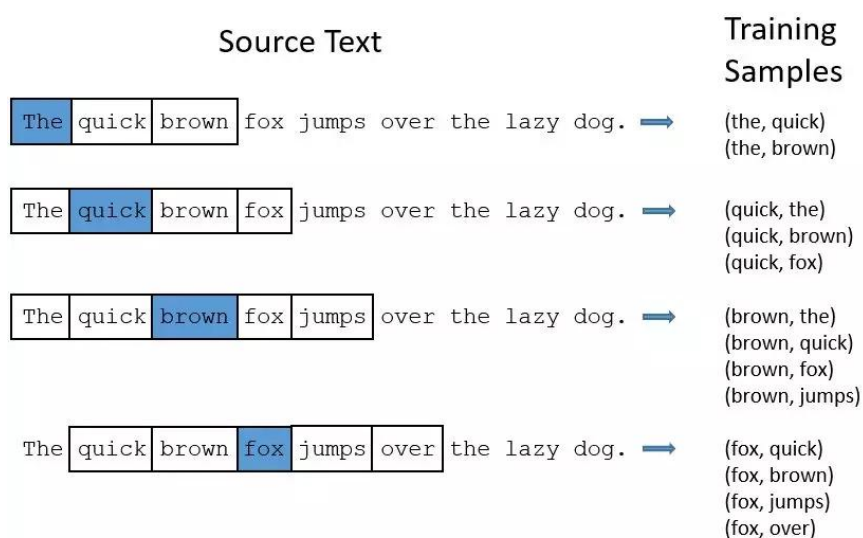 Source Text
Training
Samples
The quick brown fox jumps over the lazy dog.
(the, quick)
(the, brown)
The quick brown fox jumps over the lazy dog.
(quick, the)
(quick, brown)
(quick, fox)
The quick brown fox jumps over the lazy dog.
(brown, the)
(brown, quick)
(brown, fox)
(brown, jumps)
The quick brown fox jumps over the lazy dog.
(fox, quick)
(fox, brown)
(fox, jumps)
(fox, over)